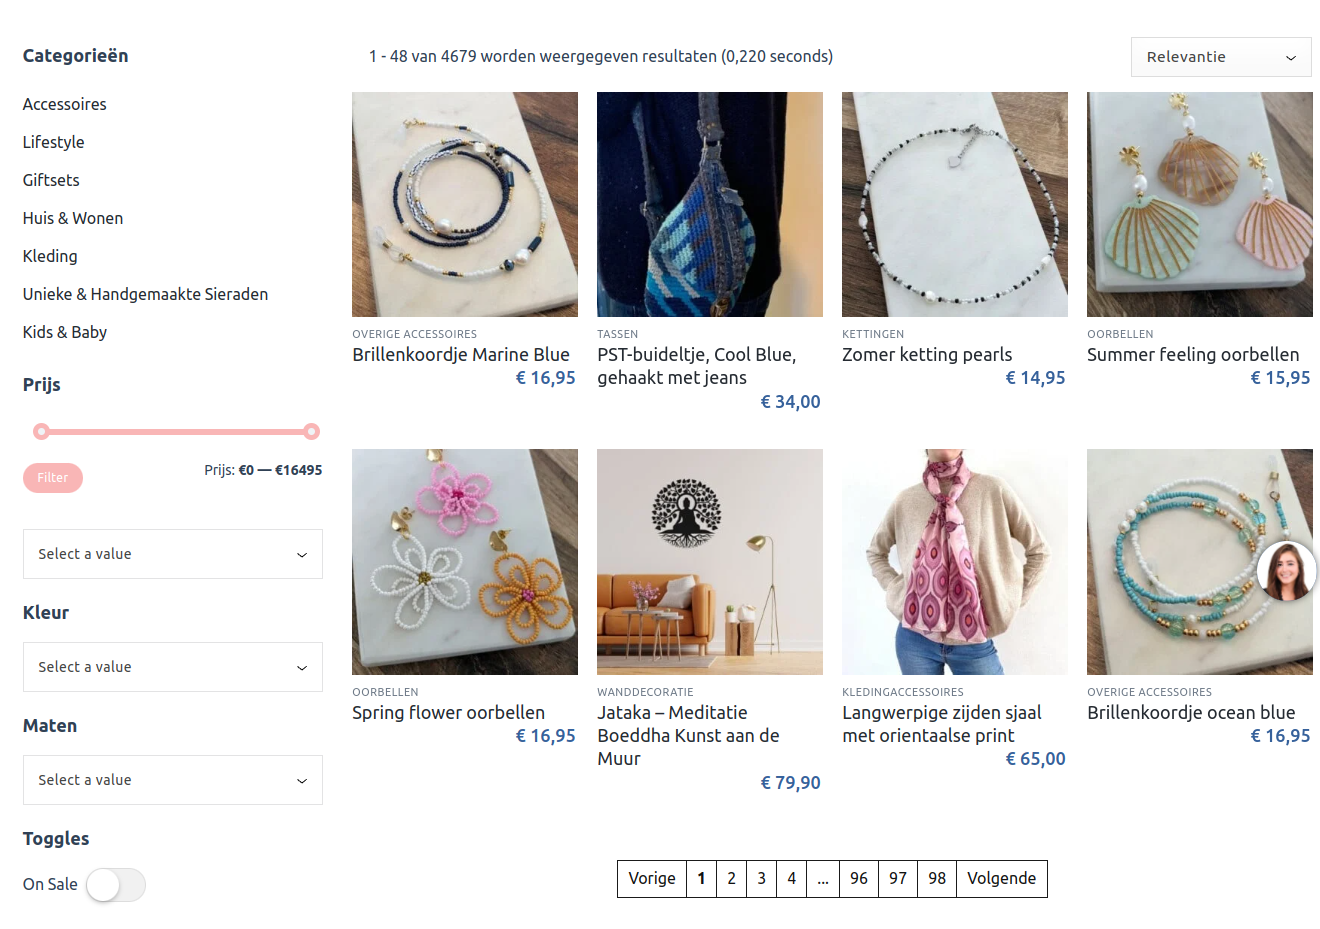 Categorieën
Accessoires
Lifestyle
Giftsets
Huis & Wonen
Kleding
Unieke & Handgemaakte Sieraden
Kids & Baby
Prijs
Filter
Prijs: €0 — €16495
Select a value
Kleur
Select a value
Maten
Select a value
Toggles
On Sale
1 - 48 van 4679 worden weergegeven resultaten (0,220 seconds)
Relevantie
OVERIGE ACCESSOIRES
Brillenkoordje Marine Blue
€ 16,95
TASSEN
PST-buideltje, Cool Blue,
gehaakt met jeans
€ 34,00
KETTINGEN
Zomer ketting pearls
€ 14,95
OORBELLEN
Summer feeling oorbellen
€ 15,95
OORBELLEN
Spring flower oorbellen
€ 16,95
WANDDECORATIE
Jataka – Meditatie
Boeddha Kunst aan de
Muur
€ 79,90
KLEDINGACCESSOIRES
Langwerpige zijden sjaal
met orientaalse print
€ 65,00
OVERIGE ACCESSOIRES
Brillenkoordje ocean blue
€ 16,95
Vorige 1 2 3 4 ... 96 97 98 Volgende